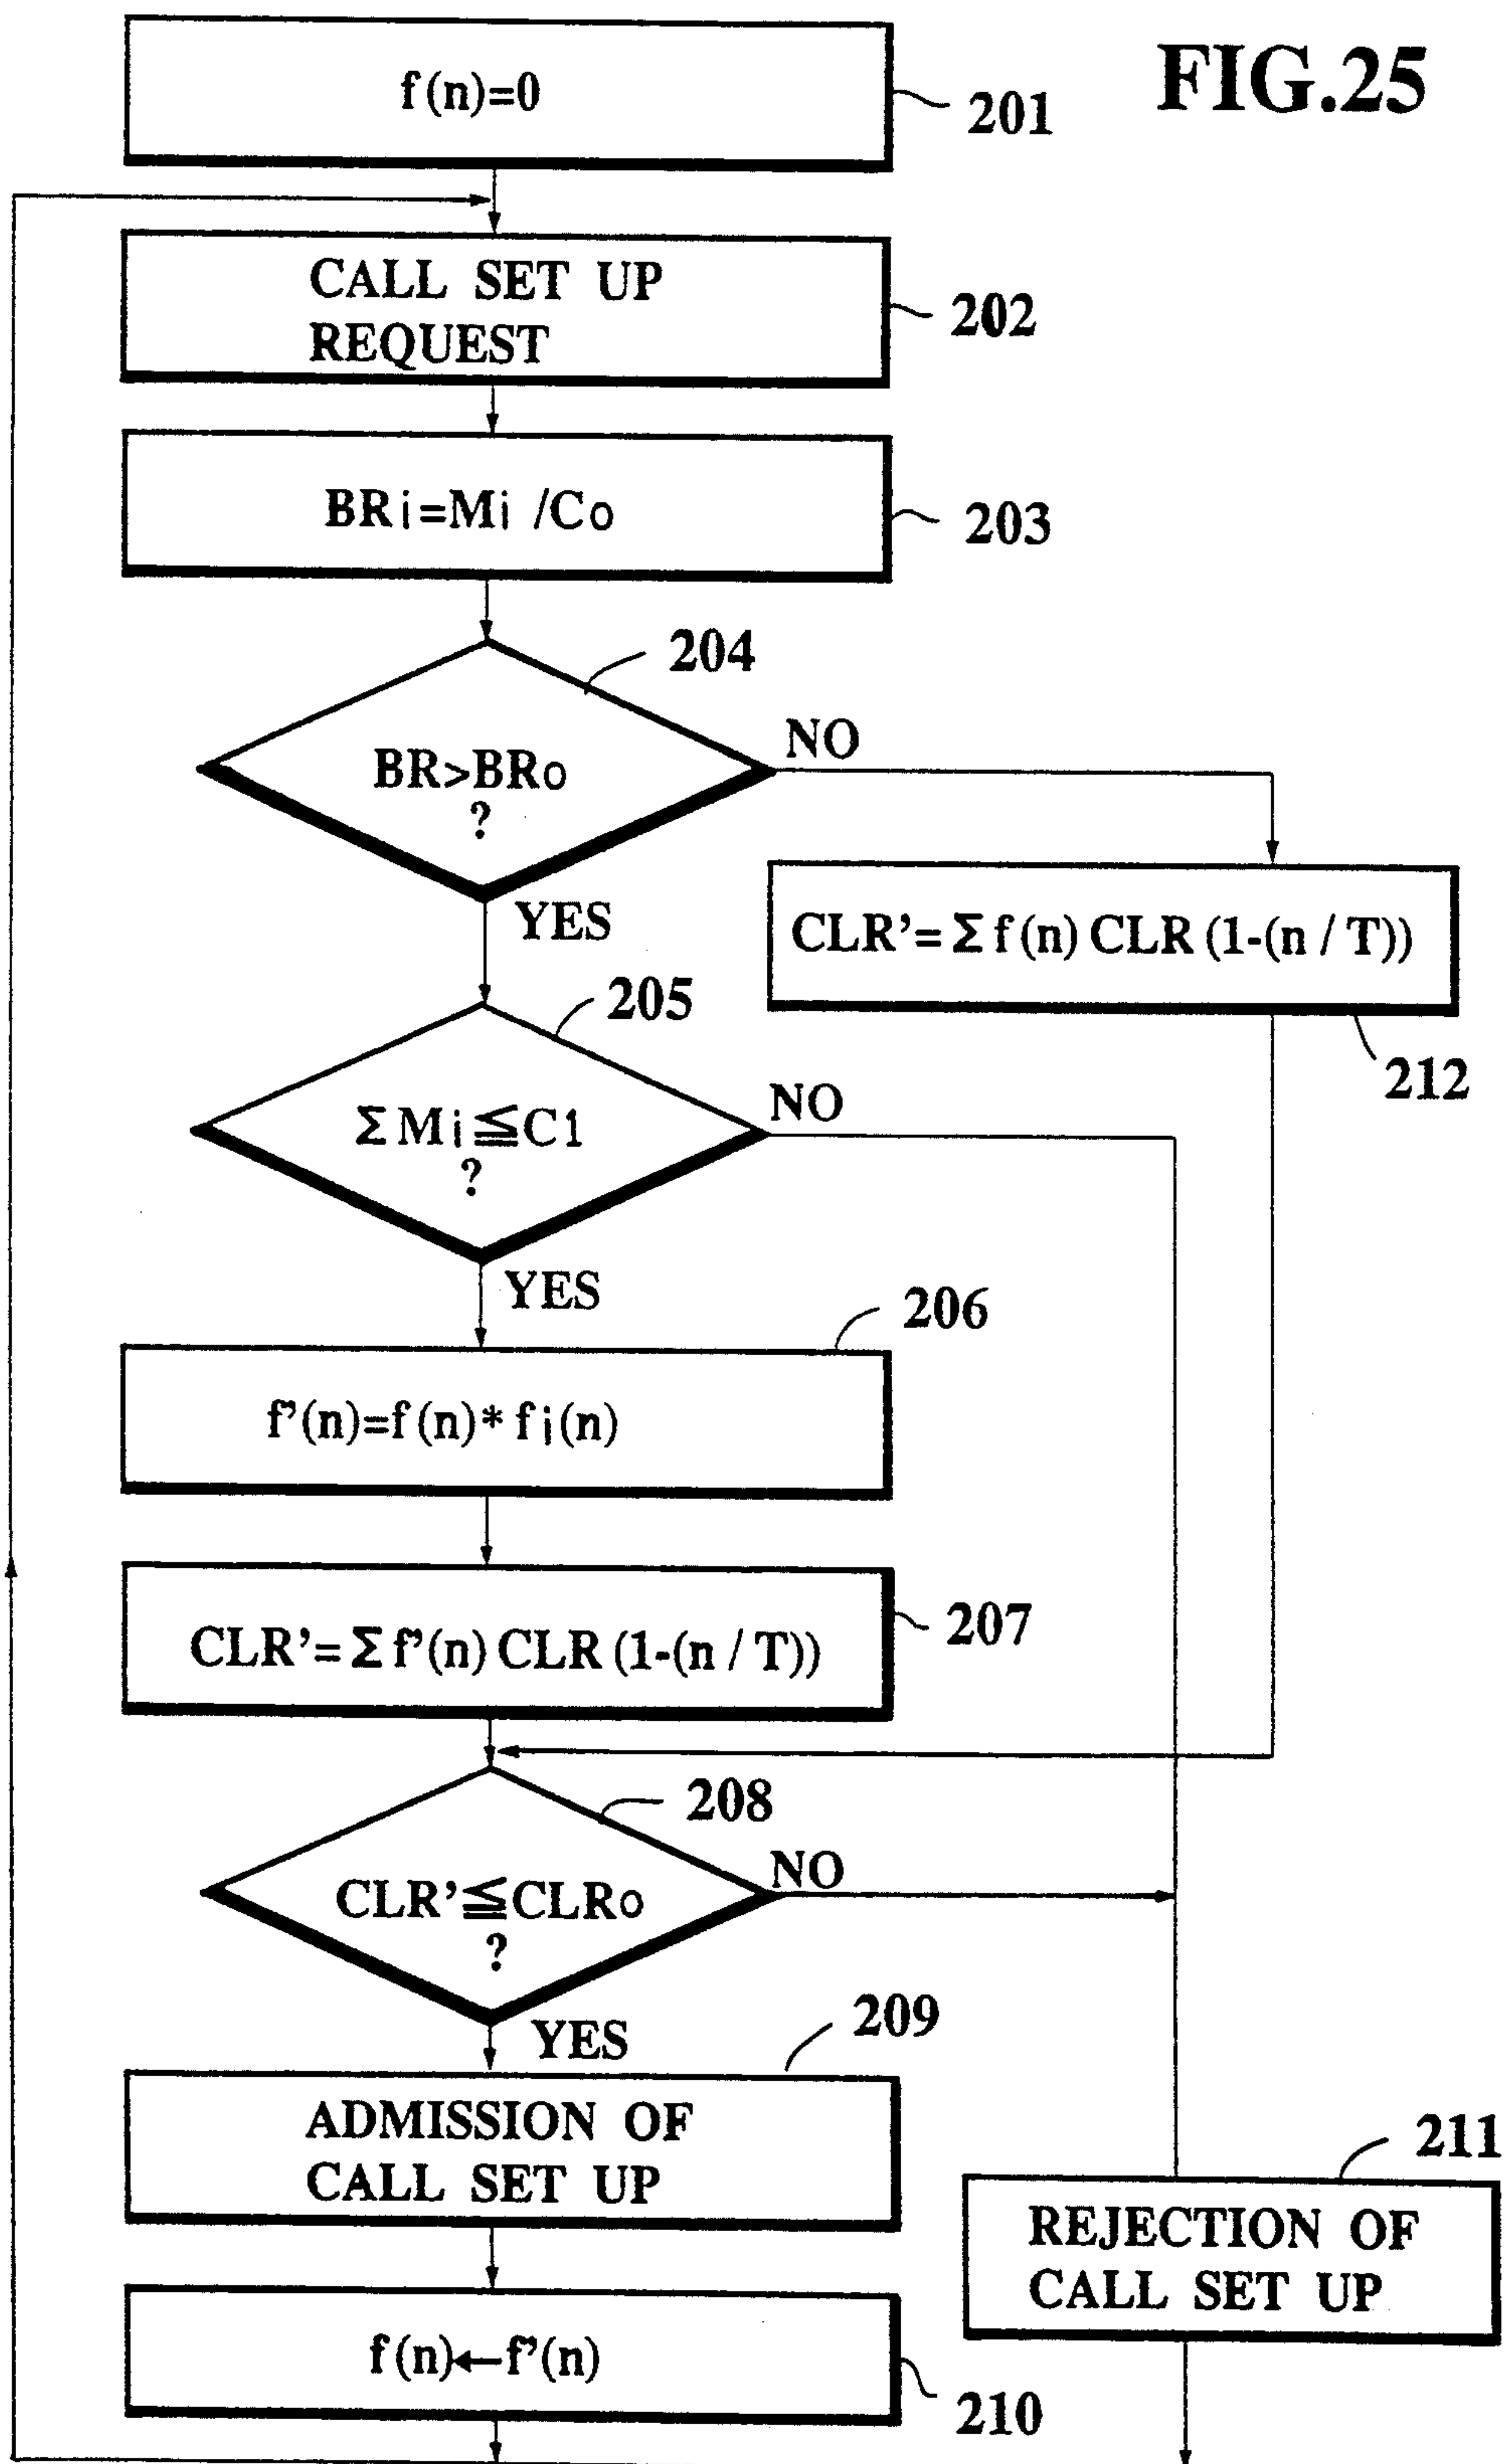 FIG.25
f(n)=0
201
CALL SET UP
REQUEST
202
BRi=Mi /Co
203
204
BR>BRo
?
NO
YES
CLR'=Σf(n)CLR(1-(n/T))
212
205
ΣMi≦C1
?
NO
YES
206
f'(n)=f(n)*fi(n)
CLR'=Σf'(n)CLR(1-(n/T))
207
208
CLR'≦CLRo
?
NO
YES
209
ADMISSION OF
CALL SET UP
211
REJECTION OF
CALL SET UP
f(n)←f'(n)
210